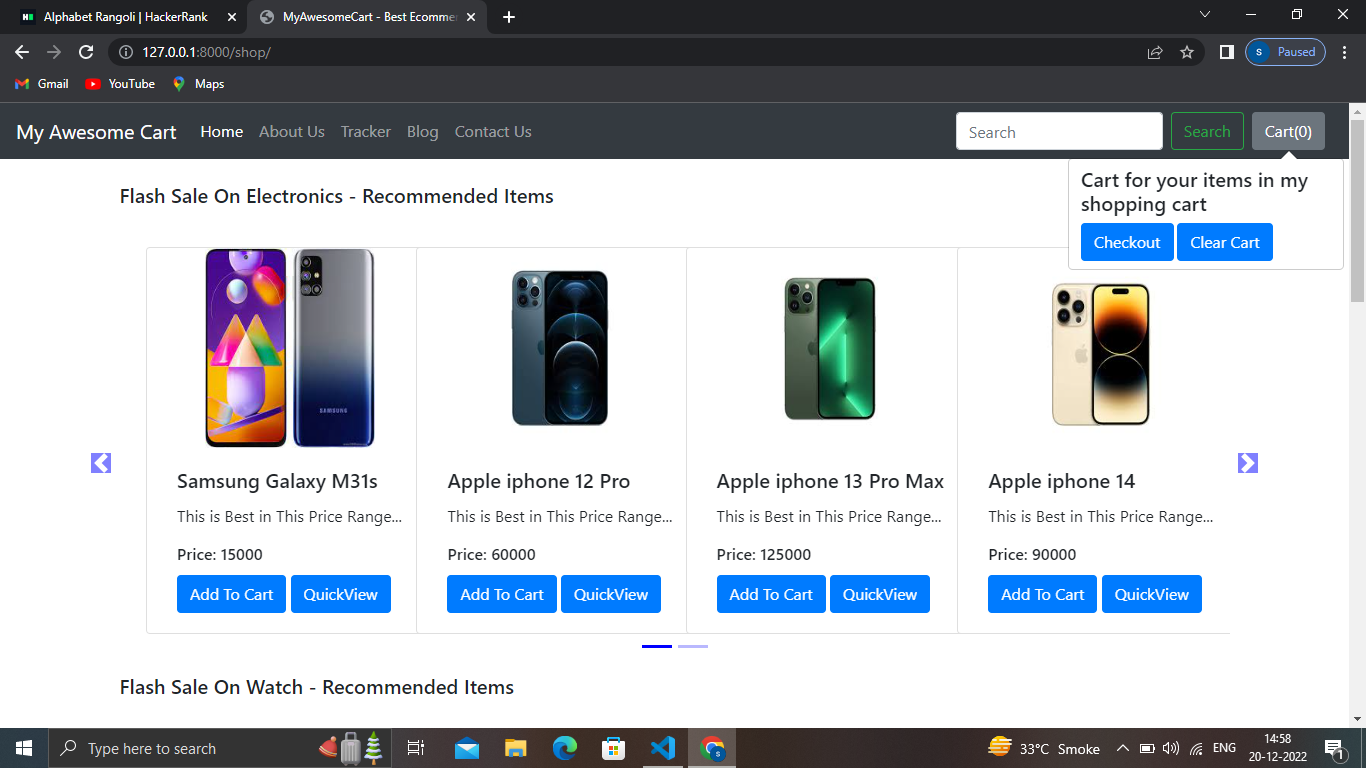 Alphabet Rangoli | HackerRank
MyAwesomeCart - Best Ecomme
127.0.0.1:8000/shop/
S Paused
Gmail YouTube Maps
My Awesome Cart Home About Us Tracker Blog Contact Us Search Search Cart(0)
Cart for your items in my
shopping cart
Checkout Clear Cart
Flash Sale On Electronics - Recommended Items
SAMSUNG
Samsung Galaxy M31s Apple iphone 12 Pro Apple iphone 13 Pro Max Apple iphone 14
This is Best in This Price Range... This is Best in This Price Range... This is Best in This Price Range... This is Best in This Price Range...
Price: 15000 Price: 60000 Price: 125000 Price: 90000
Add To Cart QuickView Add To Cart QuickView Add To Cart QuickView Add To Cart QuickView
Flash Sale On Watch - Recommended Items
Type here to search
33°C Smoke
ENG
14:58
20-12-2022
1